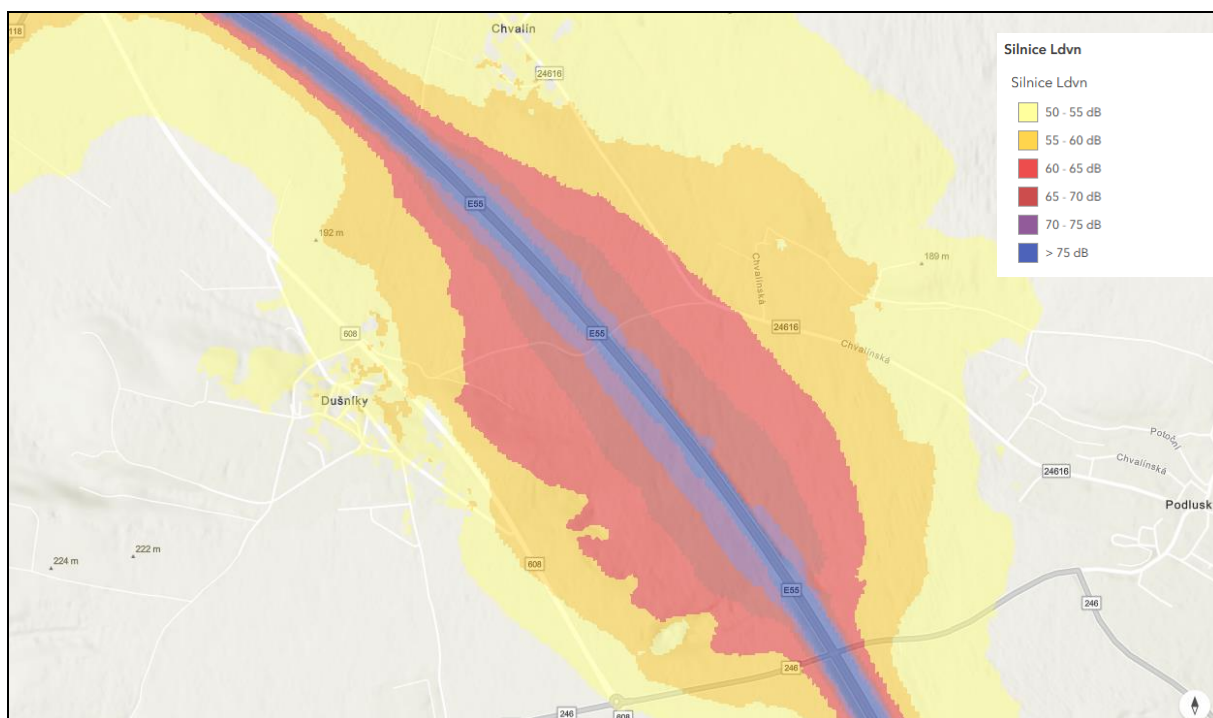 118
Chvalín
24616
Silnice Ldvn
Silnice Ldvn
50 - 55 dB
55 - 60 dB
60 - 65 dB
65 - 70 dB
70 - 75 dB
> 75 dB
E55
192 m
189 m
Chvalínská
608
E55
24616
Chvalínská
Dušníky
Potoční
Chvalínská
24616
Podlusk
224 m
222 m
608
E55
246
246
246
608